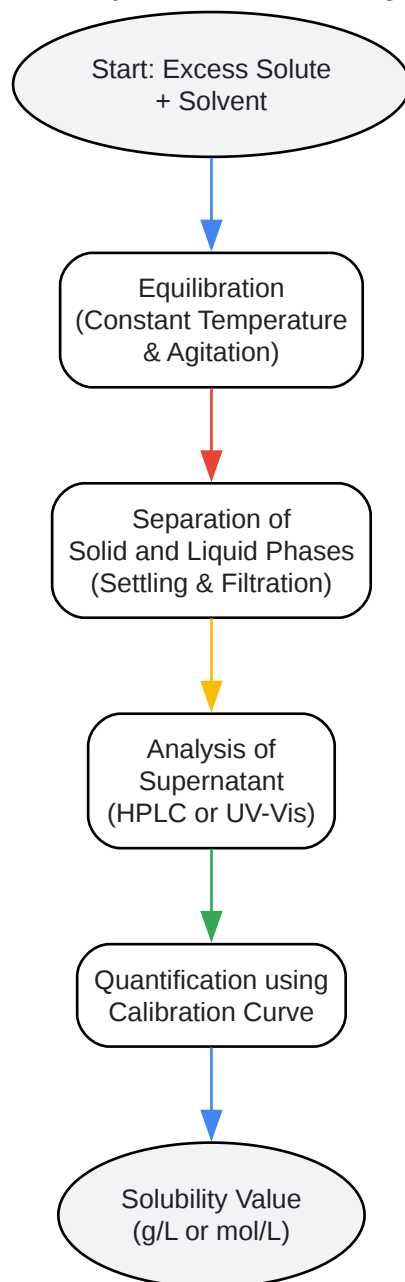 Start: Excess Solute
+ Solvent
Equilibration
(Constant Temperature
& Agitation)
Separation of
Solid and Liquid Phases
(Settling & Filtration)
Analysis of
Supernatant
(HPLC or UV-Vis)
Quantification using
Calibration Curve
Solubility Value
(g/L or mol/L)